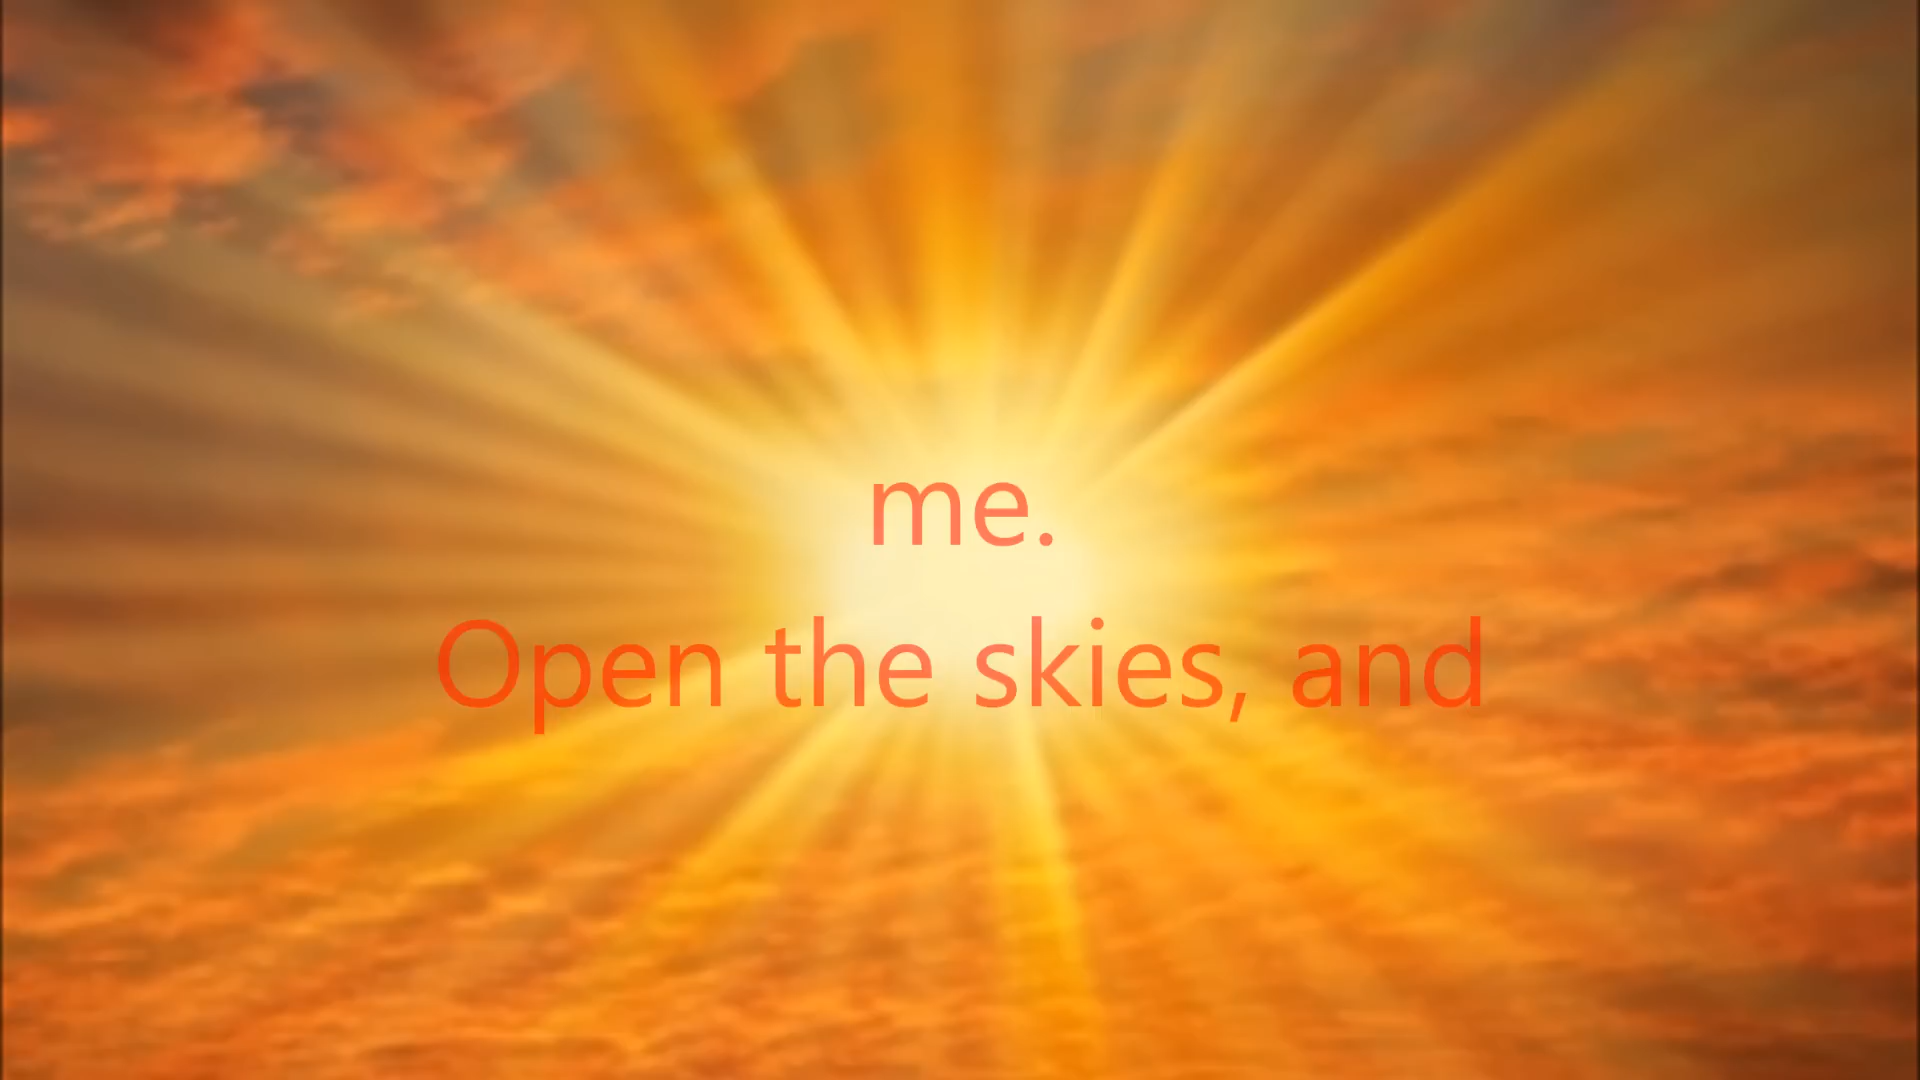 me.
Open the skies, and